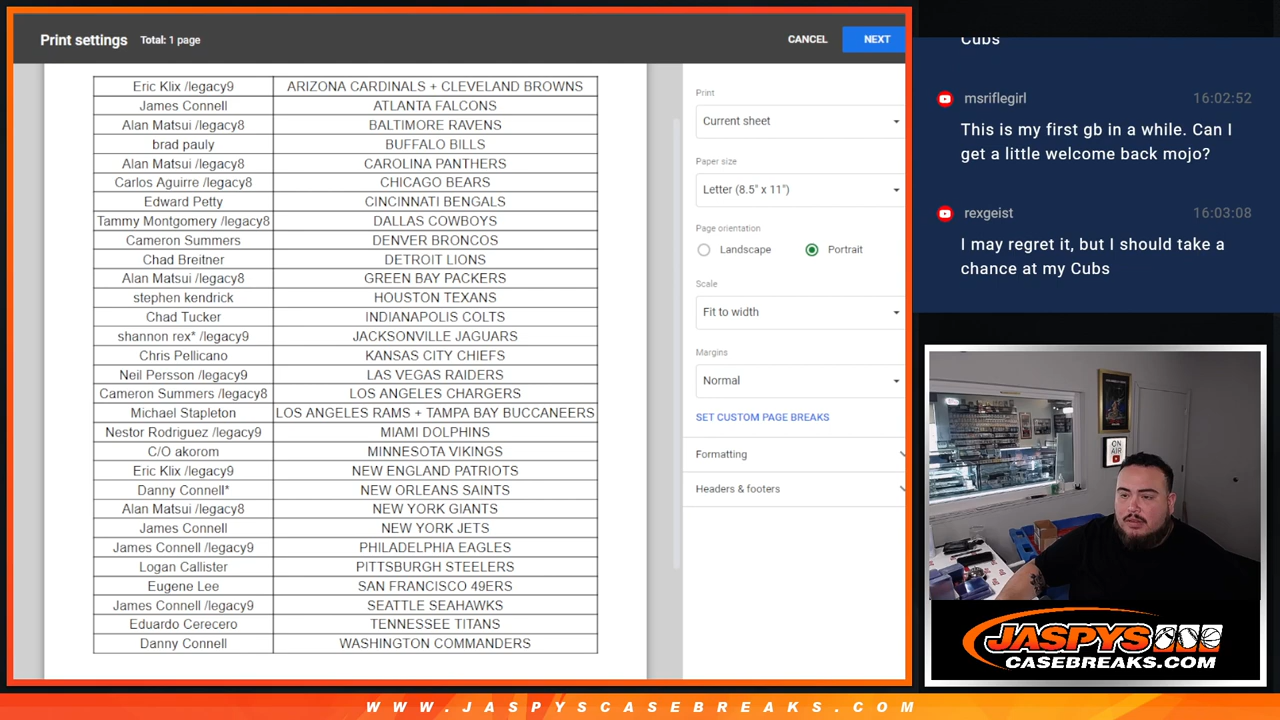 Print settings Total: 1 page CANCEL NEXT
Eric Klix /legacy9 ARIZONA CARDINALS + CLEVELAND BROWNS
James Connell ATLANTA FALCONS
Alan Matsui /legacy8 BALTIMORE RAVENS
brad pauly BUFFALO BILLS
Alan Matsui /legacy8 CAROLINA PANTHERS
Carlos Aguirre /legacy8 CHICAGO BEARS
Edward Petty CINCINNATI BENGALS
Tammy Montgomery /legacy8 DALLAS COWBOYS
Cameron Summers DENVER BRONCOS
Chad Breitner DETROIT LIONS
Alan Matsui /legacy8 GREEN BAY PACKERS
stephen kendrick HOUSTON TEXANS
Chad Tucker INDIANAPOLIS COLTS
shannon rex* /legacy9 JACKSONVILLE JAGUARS
Chris Pellicano KANSAS CITY CHIEFS
Neil Persson /legacy9 LAS VEGAS RAIDERS
Cameron Summers /legacy8 LOS ANGELES CHARGERS
Michael Stapleton LOS ANGELES RAMS + TAMPA BAY BUCCANEERS
Nestor Rodriguez /legacy9 MIAMI DOLPHINS
C/O akorom MINNESOTA VIKINGS
Eric Klix /legacy9 NEW ENGLAND PATRIOTS
Danny Connell* NEW ORLEANS SAINTS
Alan Matsui /legacy8 NEW YORK GIANTS
James Connell NEW YORK JETS
James Connell /legacy9 PHILADELPHIA EAGLES
Logan Callister PITTSBURGH STEELERS
Eugene Lee SAN FRANCISCO 49ERS
James Connell /legacy9 SEATTLE SEAHAWKS
Eduardo Cerecero TENNESSEE TITANS
Danny Connell WASHINGTON COMMANDERS
Print
Current sheet
Paper size
Letter (8.5" x 11")
Page orientation
Landscape Portrait
Scale
Fit to width
Margins
Normal
SET CUSTOM PAGE BREAKS
Formatting
Headers & footers
Cubs
msriflegirl 16:02:52
This is my first gb in a while. Can I
get a little welcome back mojo?
rexgeist 16:03:08
I may regret it, but I should take a
chance at my Cubs
ON
AIR
JASPYS
CASEBREAKS.COM
WWW.JASPYSCASEBREAKS.COM